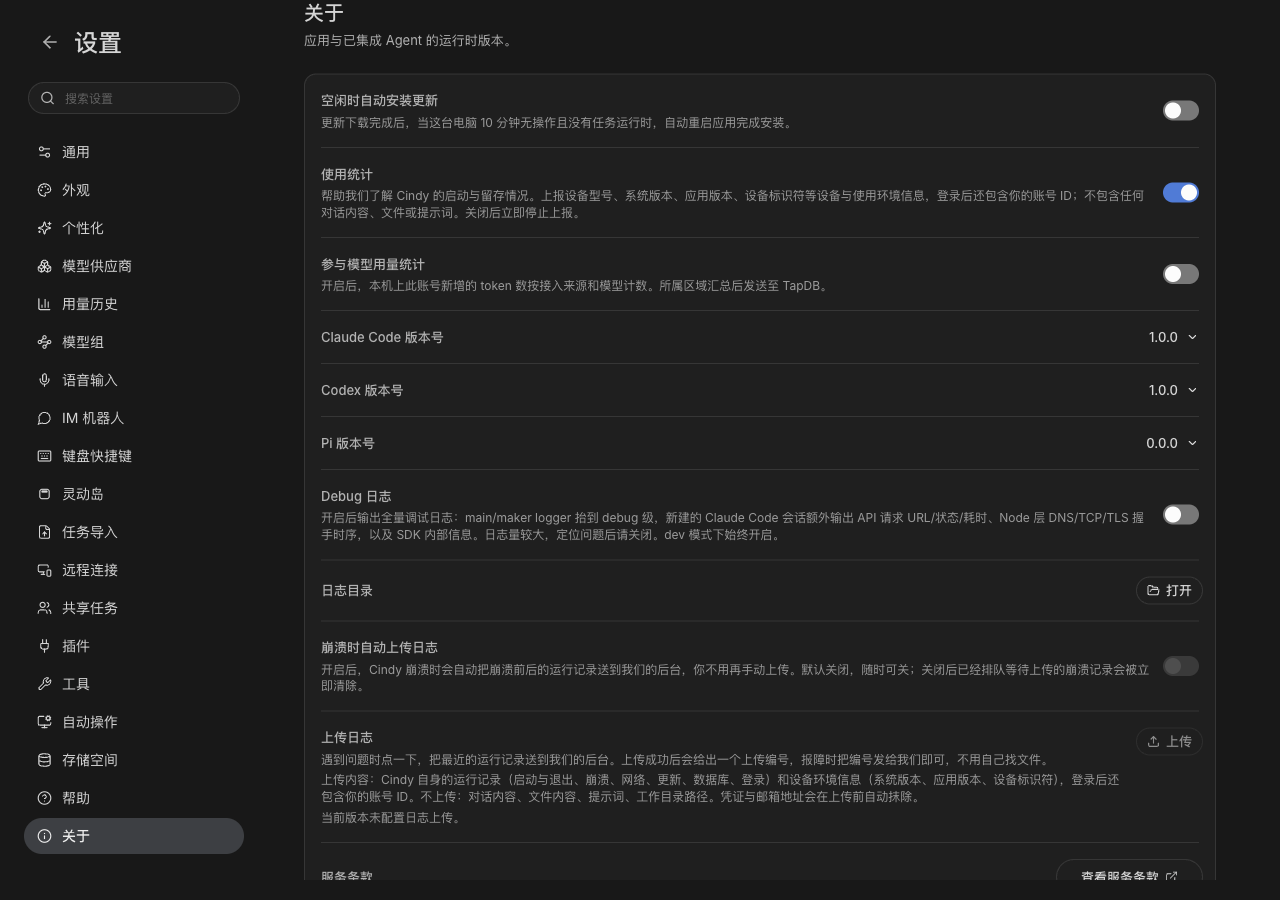 设置
搜索设置
通用
外观
个性化
模型供应商
用量历史
模型组
语音输入
IM 机器人
键盘快捷键
灵动岛
任务导入
远程连接
共享任务
插件
工具
自动操作
存储空间
帮助
关于
关于
应用与已集成 Agent 的运行时版本。
空闲时自动安装更新
更新下载完成后，当这台电脑 10 分钟无操作且没有任务运行时，自动重启应用完成安装。
使用统计
帮助我们了解 Cindy 的启动与留存情况。上报设备型号、系统版本、应用版本、设备标识符等设备与使用环境信息，登录后还包含你的账号 ID；不包含任何
对话内容、文件或提示词。关闭后立即停止上报。
参与模型用量统计
开启后，本机上此账号新增的 token 数按接入来源和模型计数。所属区域汇总后发送至 TapDB。
Claude Code 版本号
1.0.0
Codex 版本号
1.0.0
Pi 版本号
0.0.0
Debug 日志
开启后输出全量调试日志：main/maker logger 抬到 debug 级，新建的 Claude Code 会话额外输出 API 请求 URL/状态/耗时、Node 层 DNS/TCP/TLS 握
手时序，以及 SDK 内部信息。日志量较大，定位问题后请关闭。dev 模式下始终开启。
日志目录
打开
崩溃时自动上传日志
开启后，Cindy 崩溃时会自动把崩溃前后的运行记录送到我们的后台，你不用再手动上传。默认关闭，随时可关；关闭后已经排队等待上传的崩溃记录会被立
即清除。
上传日志
上传
遇到问题时点一下，把最近的运行记录送到我们的后台。上传成功后会给出一个上传编号，报障时把编号发给我们即可，不用自己找文件。
上传内容：Cindy 自身的运行记录（启动与退出、崩溃、网络、更新、数据库、登录）和设备环境信息（系统版本、应用版本、设备标识符），登录后还
包含你的账号 ID。不上传：对话内容、文件内容、提示词、工作目录路径。凭证与邮箱地址会在上传前自动抹除。
当前版本未配置日志上传。
服务条款
查看服务条款